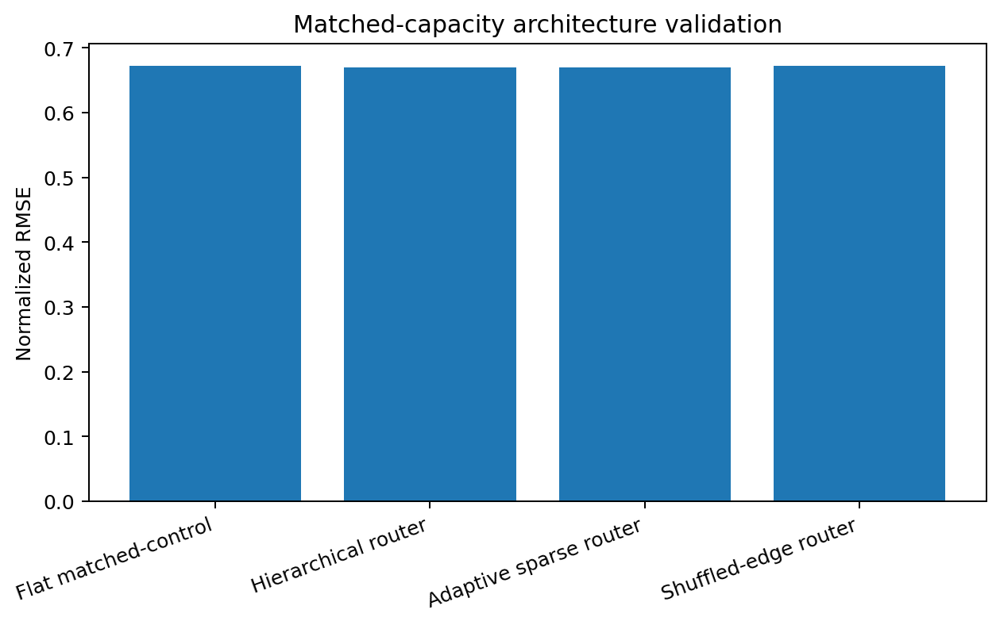 Matched-capacity architecture validation
Normalized RMSE
0.7
0.6
0.5
0.4
0.3
0.2
0.1
0.0
Flat matched-control
Hierarchical router
Adaptive sparse router
Shuffled-edge router